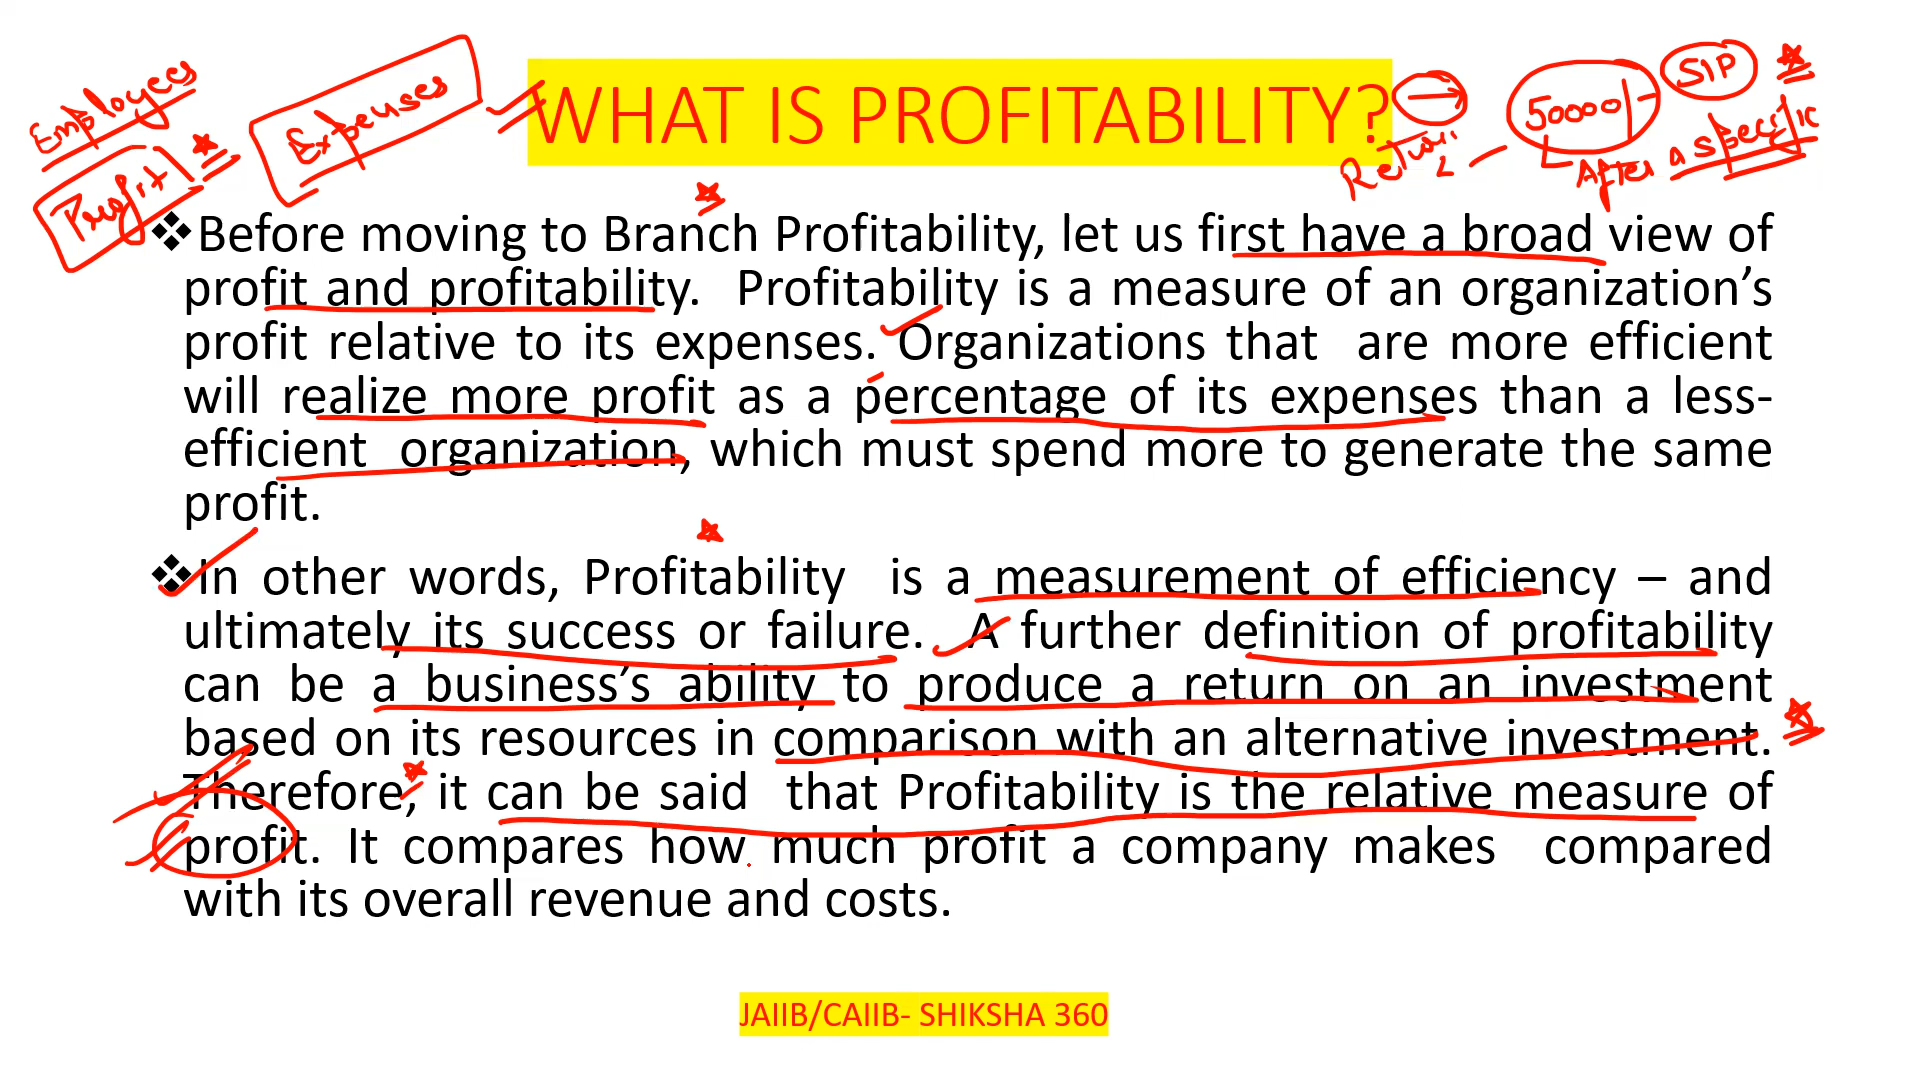 Employees
Expenses
WHAT IS PROFITABILITY?
50000/-
SIP
Profit
After a specific
Before moving to Branch Profitability, let us first have a broad view of
profit and profitability. Profitability is a measure of an organization’s
profit relative to its expenses. Organizations that are more efficient
will realize more profit as a percentage of its expenses than a less-
efficient organization, which must spend more to generate the same
profit.
In other words, Profitability is a measurement of efficiency – and
ultimately its success or failure. A further definition of profitability
can be a business’s ability to produce a return on an investment
based on its resources in comparison with an alternative investment.
Therefore, it can be said that Profitability is the relative measure of
profit. It compares how much profit a company makes compared
with its overall revenue and costs.
JAIIB/CAIIB- SHIKSHA 360